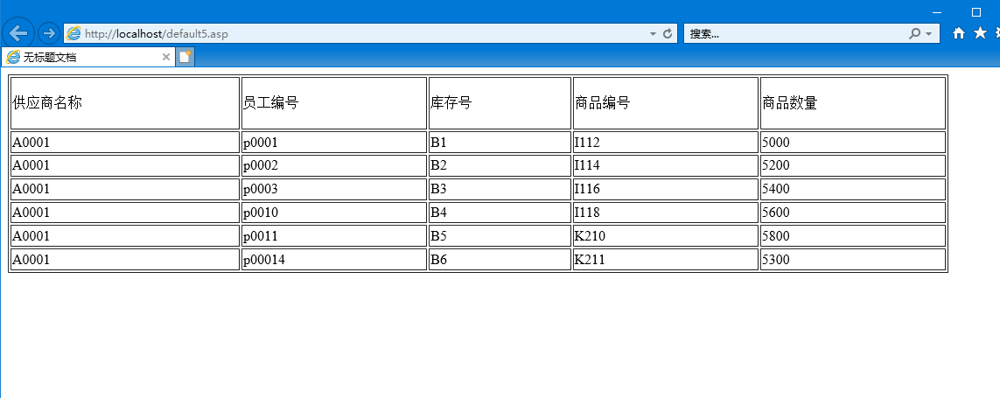 http://localhost/default5.asp 搜索...
无标题文档
供应商名称 员工编号 库存号 商品编号 商品数量
A0001 p0001 B1 I112 5000
A0001 p0002 B2 I114 5200
A0001 p0003 B3 I116 5400
A0001 p0010 B4 I118 5600
A0001 p0011 B5 K210 5800
A0001 p00014 B6 K211 5300